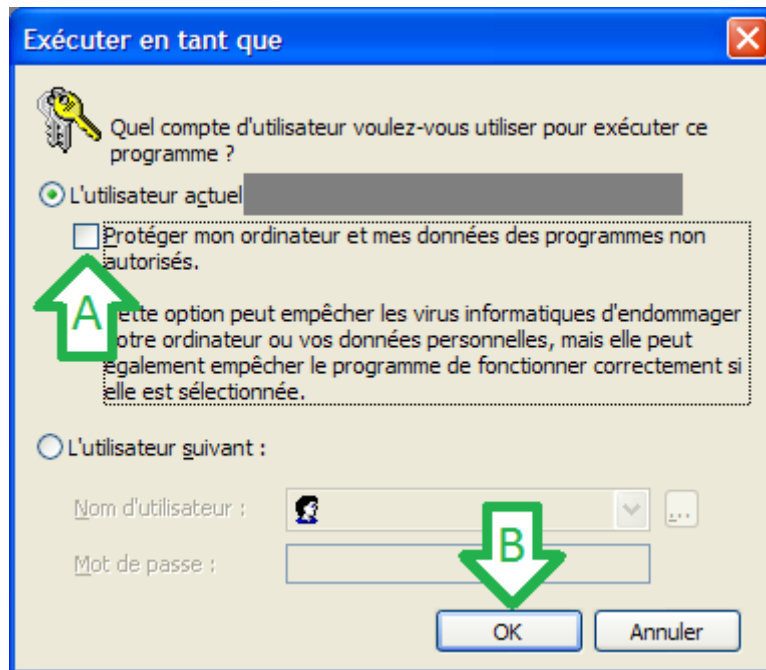 Exécuter en tant que
Quel compte d'utilisateur voulez-vous utiliser pour exécuter ce
programme ?
L'utilisateur actuel
Protéger mon ordinateur et mes données des programmes non
autorisés.
A
ette option peut empêcher les virus informatiques d'endommager
otre ordinateur ou vos données personnelles, mais elle peut
également empêcher le programme de fonctionner correctement si
elle est sélectionnée.
L'utilisateur suivant :
Nom d'utilisateur :
...
B
Mot de passe :
OK
Annuler